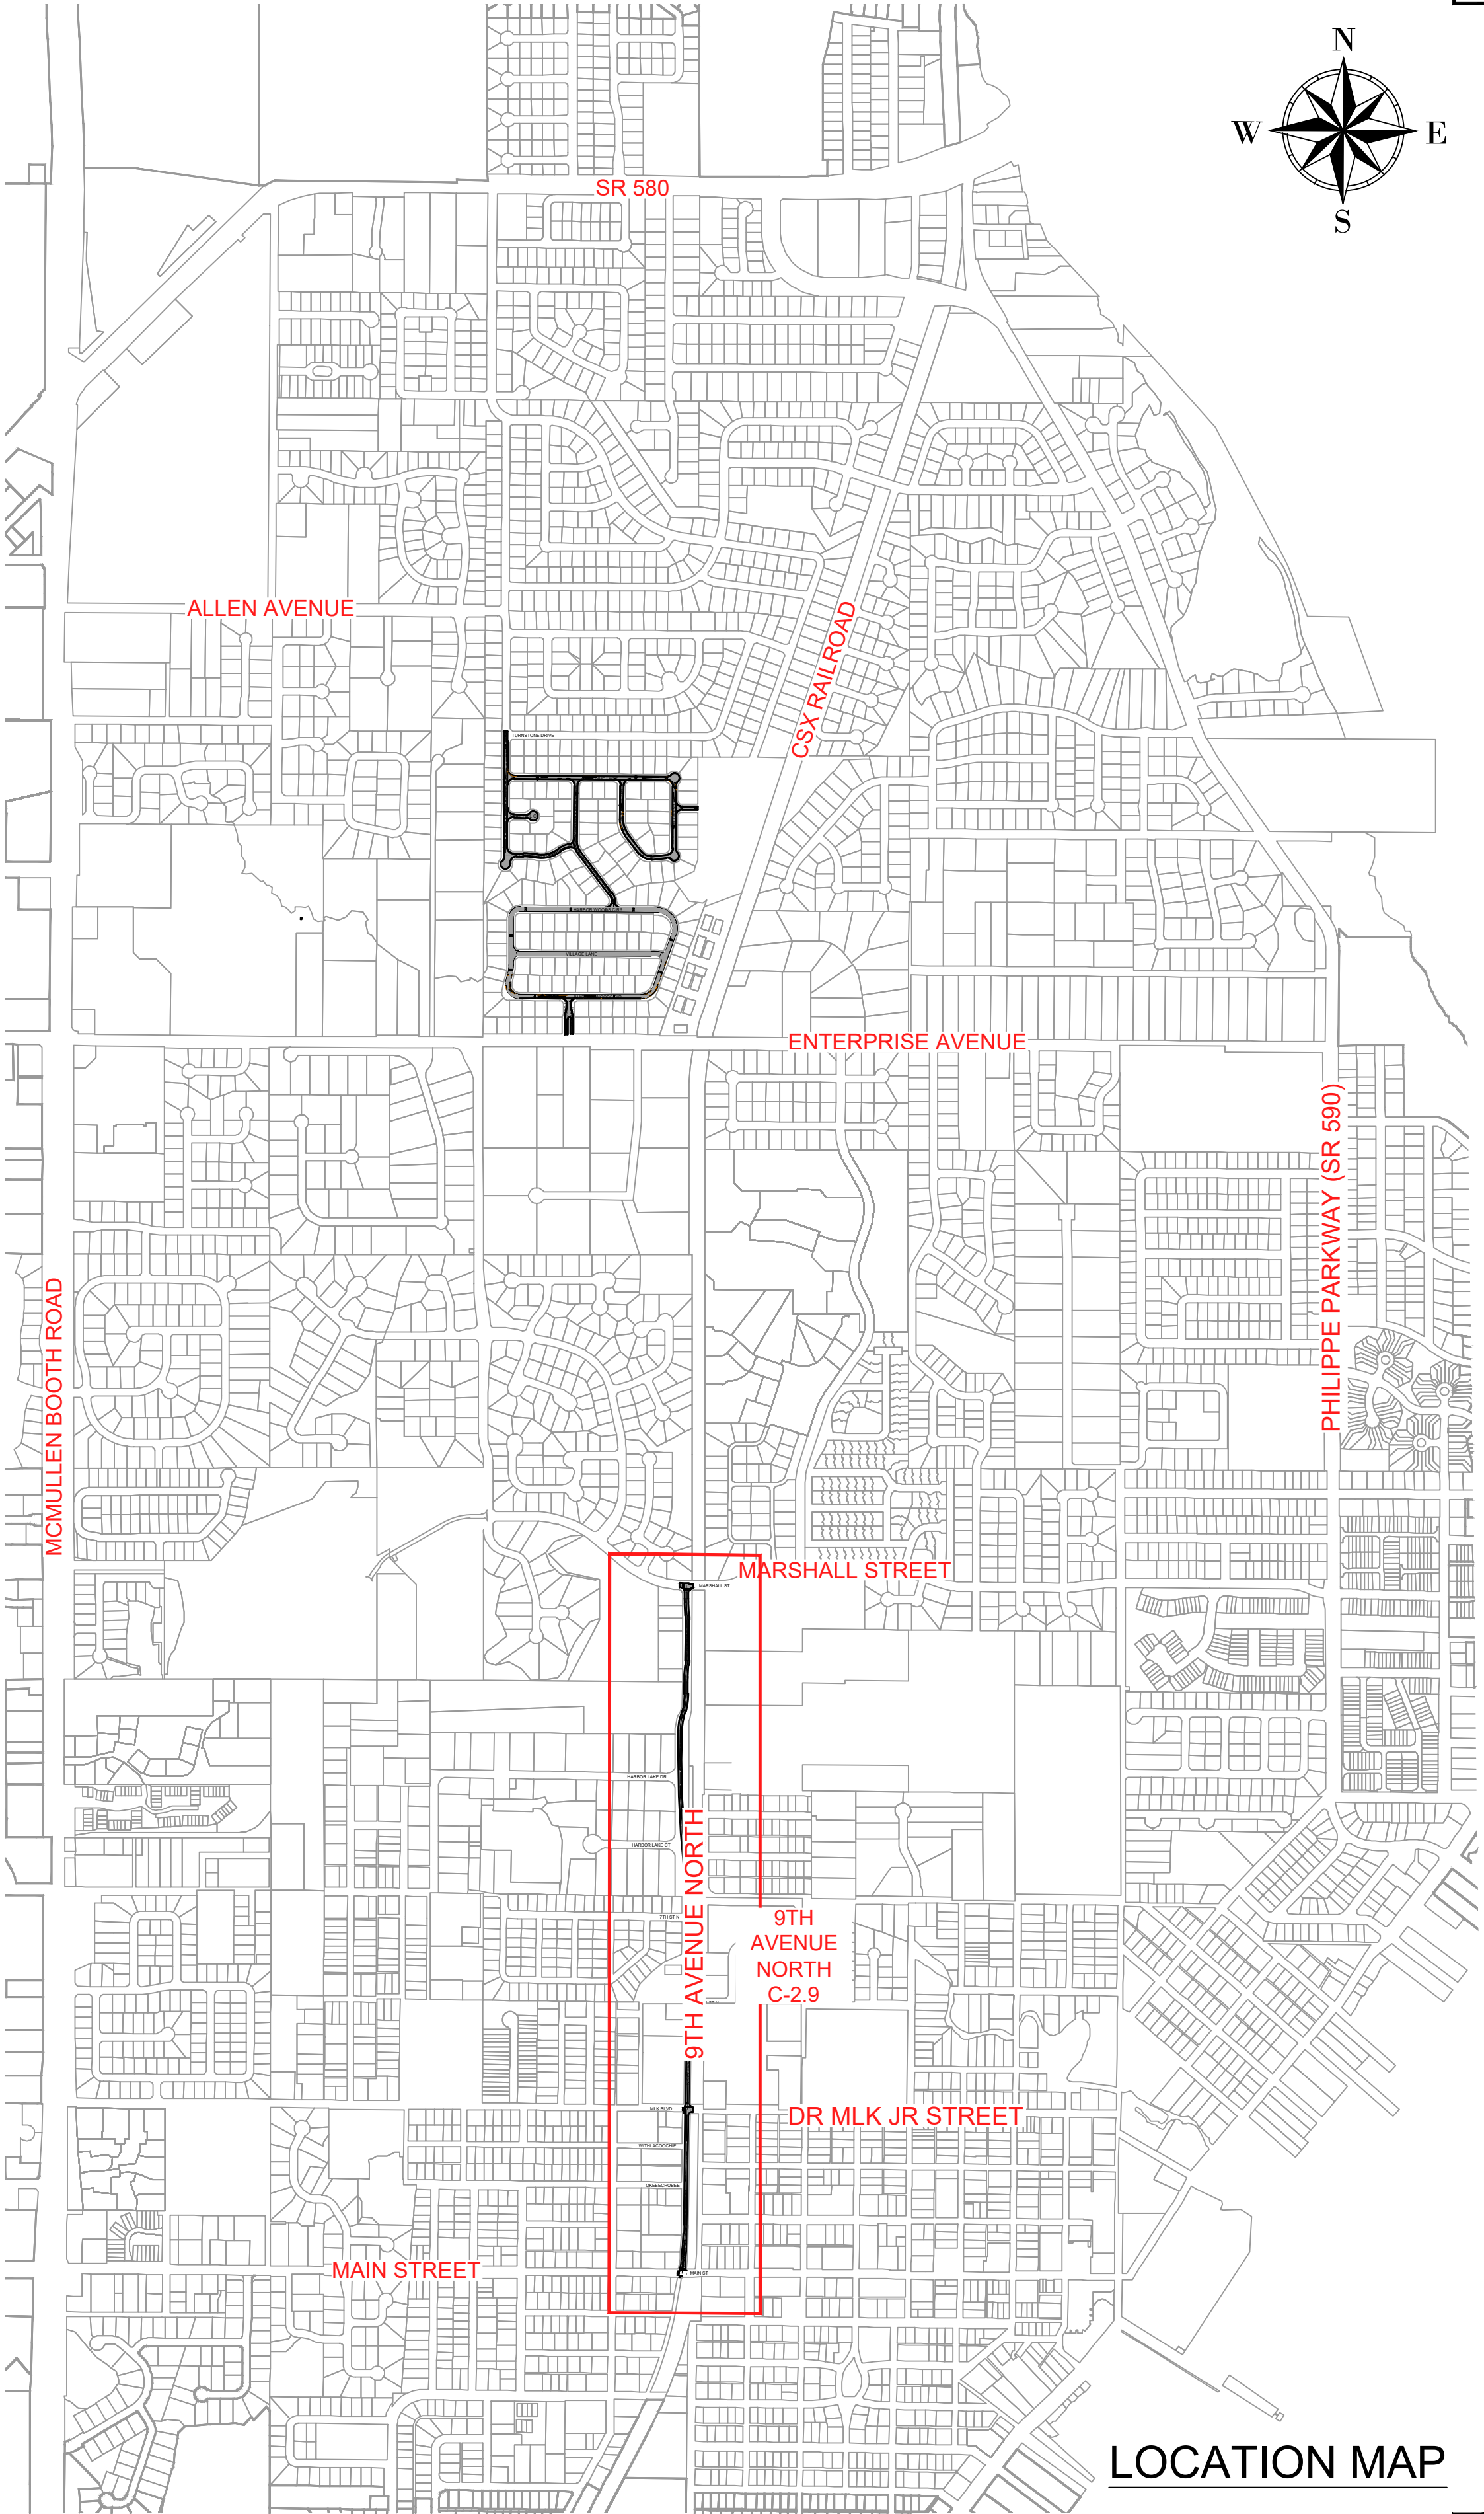 N
W
E
S
SR 580
ALLEN AVENUE
CSX RAILROAD
TURNSTONE DRIVE
VILLAGE LANE
ENTERPRISE AVENUE
PHILIPPE PARKWAY (SR 590)
MCMULLEN BOOTH ROAD
MARSHALL STREET
MARSHALL ST
HARBOR LAKE DR
HARBOR LAKE CT
9TH AVENUE NORTH
7TH ST N
9TH
AVENUE
NORTH
C-2.9
MLK BLVD
DR MLK JR STREET
WITHLACOOCHIE
OKEECHOBEE
MAIN STREET
MAIN ST
LOCATION MAP